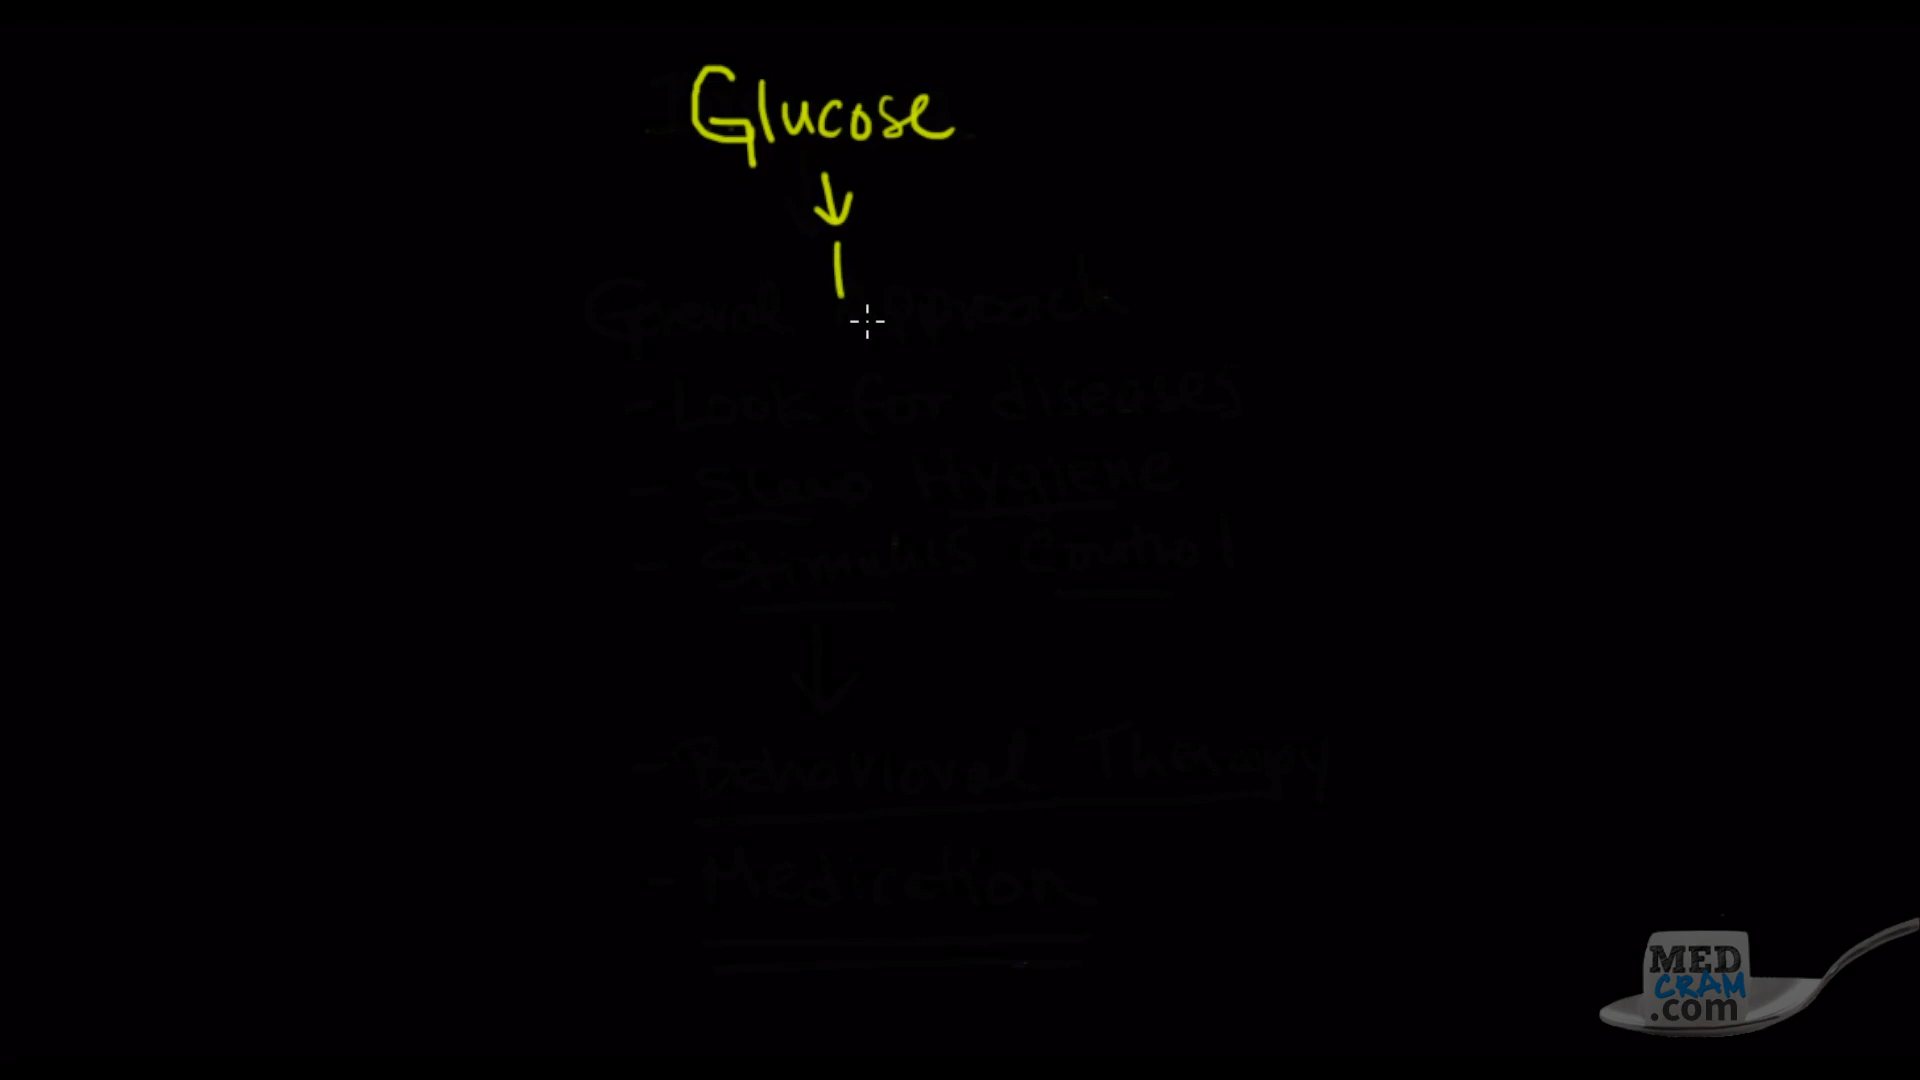 Glucose
General Approach
- Look for diseases
- Sleep Hygiene
- Stimulus Control
- Behavioral Therapy
- Medication
MED
CRAM
.com